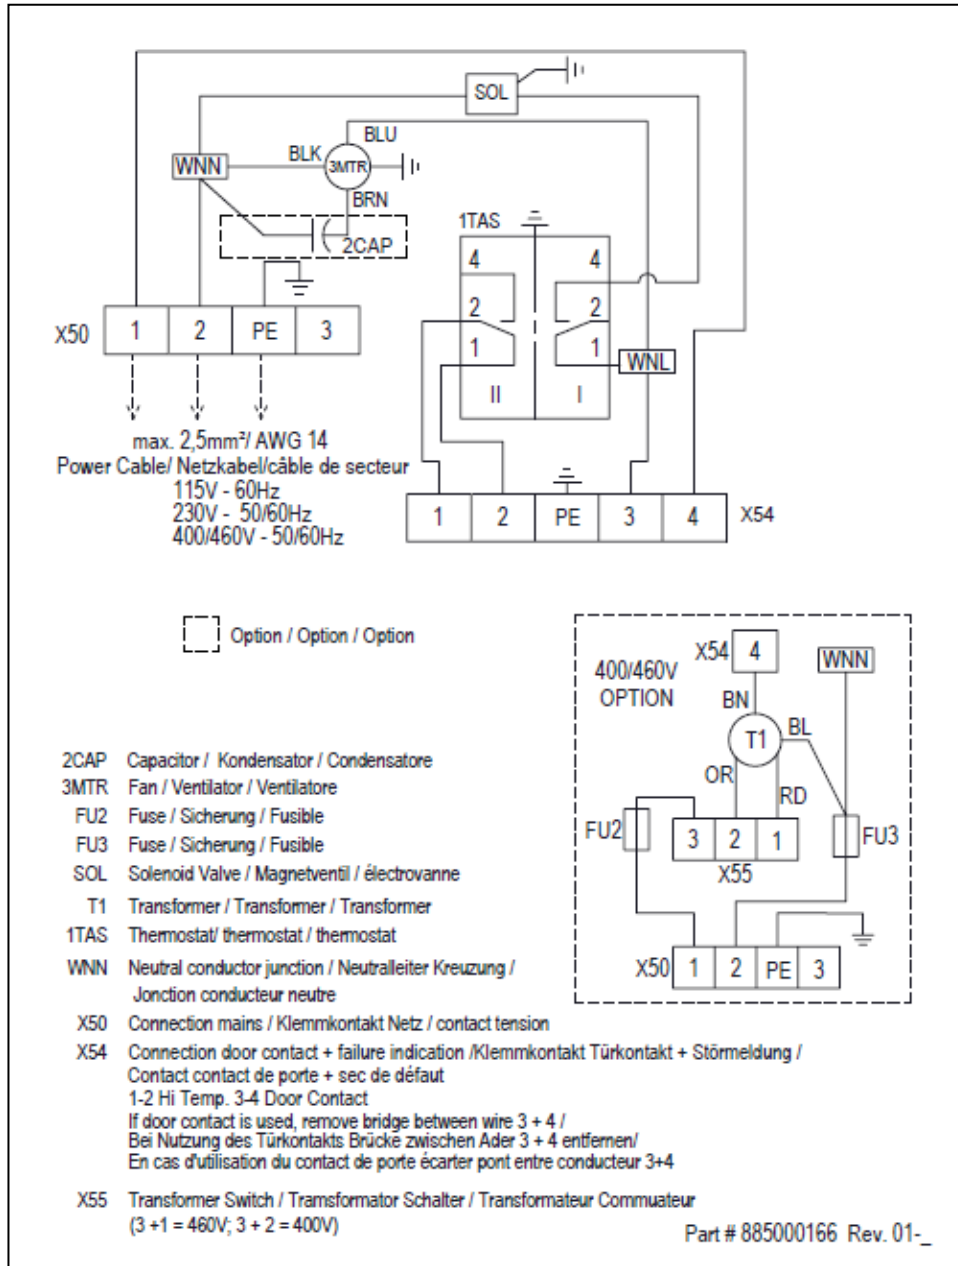 SOL
BLU
WNN
BLK
3MTR
BRN
2CAP
1TAS
4
4
2
2
1
1
WNL
II
I
X50
1
2
PE
3
max. 2,5mm²/ AWG 14
Power Cable/ Netzkabel/câble de secteur
115V - 60Hz
230V - 50/60Hz
400/460V - 50/60Hz
1
2
PE
3
4
X54
Option / Option / Option
400/460V
OPTION
X54
4
WNN
BN
BL
T1
OR
RD
FU2
3
2
1
FU3
X55
X50
1
2
PE
3
2CAP Capacitor / Kondensator / Condensatore
3MTR Fan / Ventilator / Ventilatore
FU2 Fuse / Sicherung / Fusible
FU3 Fuse / Sicherung / Fusible
SOL Solenoid Valve / Magnetventil / électrovanne
T1 Transformer / Transformer / Transformer
1TAS Thermostat/ thermostat / thermostat
WNN Neutral conductor junction / Neutralleiter Kreuzung /
Jonction conducteur neutre
X50 Connection mains / Klemmkontakt Netz / contact tension
X54 Connection door contact + failure indication /Klemmkontakt Türkontakt + Störmeldung /
Contact contact de porte + sec de défaut
1-2 Hi Temp. 3-4 Door Contact
If door contact is used, remove bridge between wire 3 + 4 /
Bei Nutzung des Türkontakts Brücke zwischen Ader 3 + 4 entfernen/
En cas d'utilisation du contact de porte écarter pont entre conducteur 3+4
X55 Transformer Switch / Tramsformator Schalter / Transformateur Commuateur
(3 +1 = 460V; 3 + 2 = 400V)
Part # 885000166 Rev. 01-_